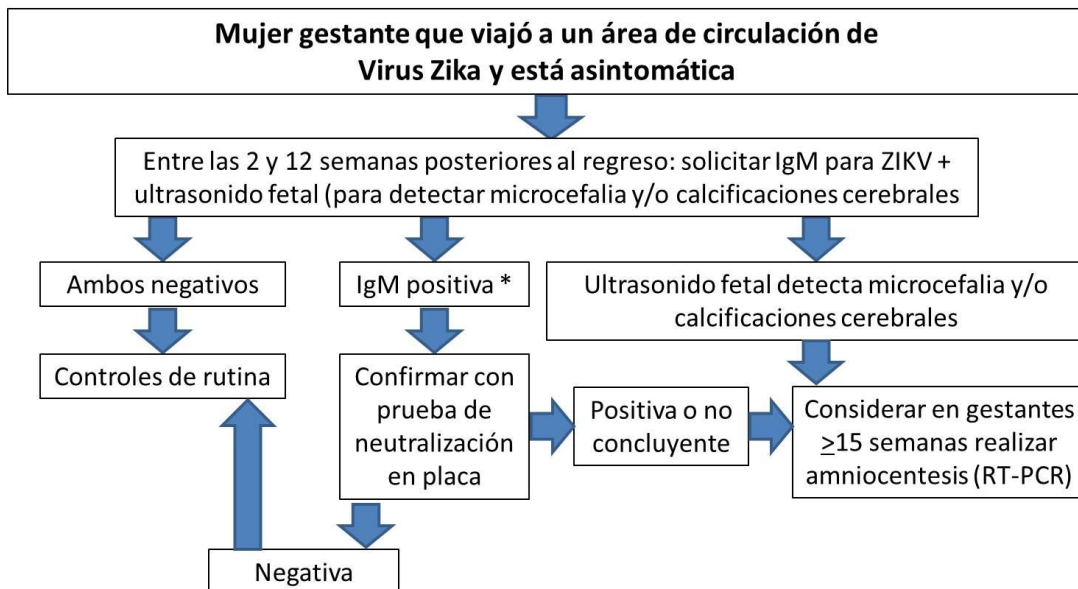 Mujer gestante que viajó a un área de circulación de
Virus Zika y está asintomática
Entre las 2 y 12 semanas posteriores al regreso: solicitar IgM para ZIKV +
ultrasonido fetal (para detectar microcefalia y/o calcificaciones cerebrales
Ambos negativos
IgM positiva *
Ultrasonido fetal detecta microcefalia y/o
calcificaciones cerebrales
Controles de rutina
Confirmar con
prueba de
neutralización
en placa
Positiva o no
concluyente
Considerar en gestantes
≥15 semanas realizar
amniocentesis (RT-PCR)
Negativa